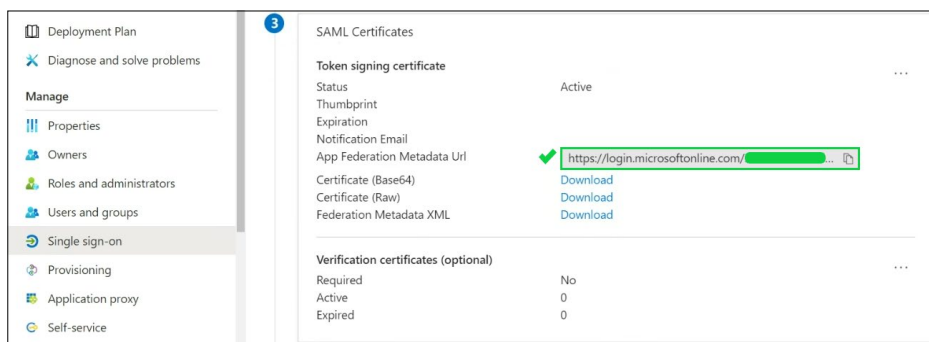 Deployment Plan
Diagnose and solve problems
Manage
Properties
Owners
Roles and administrators
Users and groups
Single sign-on
Provisioning
Application proxy
Self-service
3
SAML Certificates
Token signing certificate
...
Status Active
Thumbprint
Expiration
Notification Email
App Federation Metadata Url https://login.microsoftonline.com/ ...
Certificate (Base64) Download
Certificate (Raw) Download
Federation Metadata XML Download
Verification certificates (optional)
...
Required No
Active 0
Expired 0